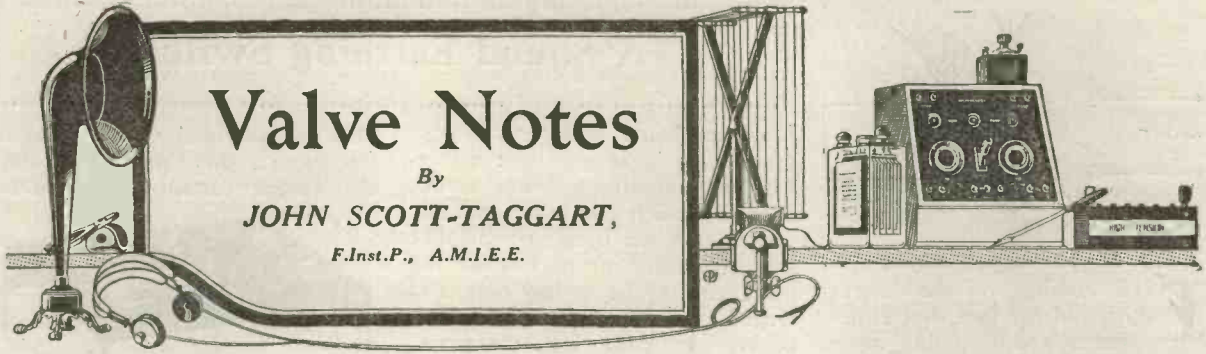 Valve Notes
By
JOHN SCOTT-TAGGART,
F.Inst.P., A.M.I.E.E.
HIGH TENSION